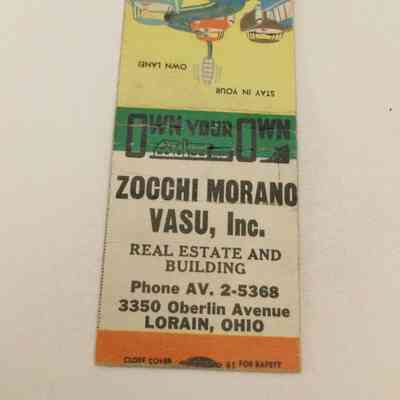 OWN LANE!
STAY IN YOUR
OWN YOUR OWN
ZOCCHI MORANO
VASU, Inc.
REAL ESTATE AND
BUILDING
Phone AV. 2-5368
3350 Oberlin Avenue
LORAIN, OHIO
CLOSE COVER FOR SAFETY